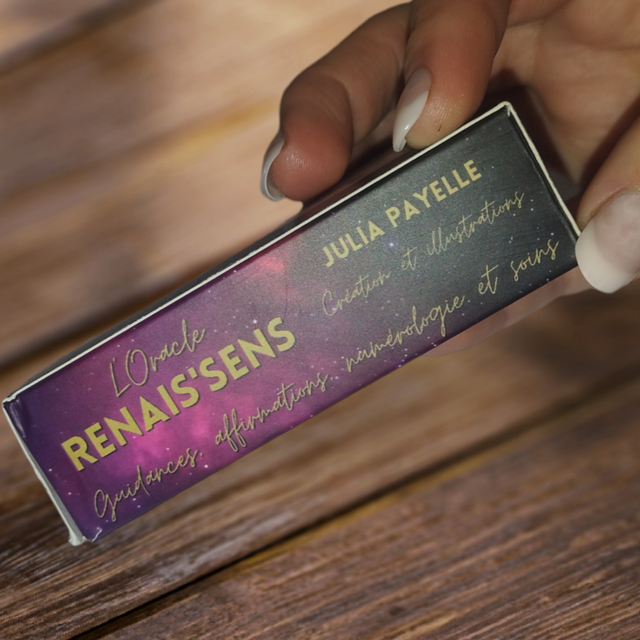 L'Oracle
RENAIS'SENS
JULIA PAYELLE
Création et illustrations
Guidances, affirmations, numérologie et soins